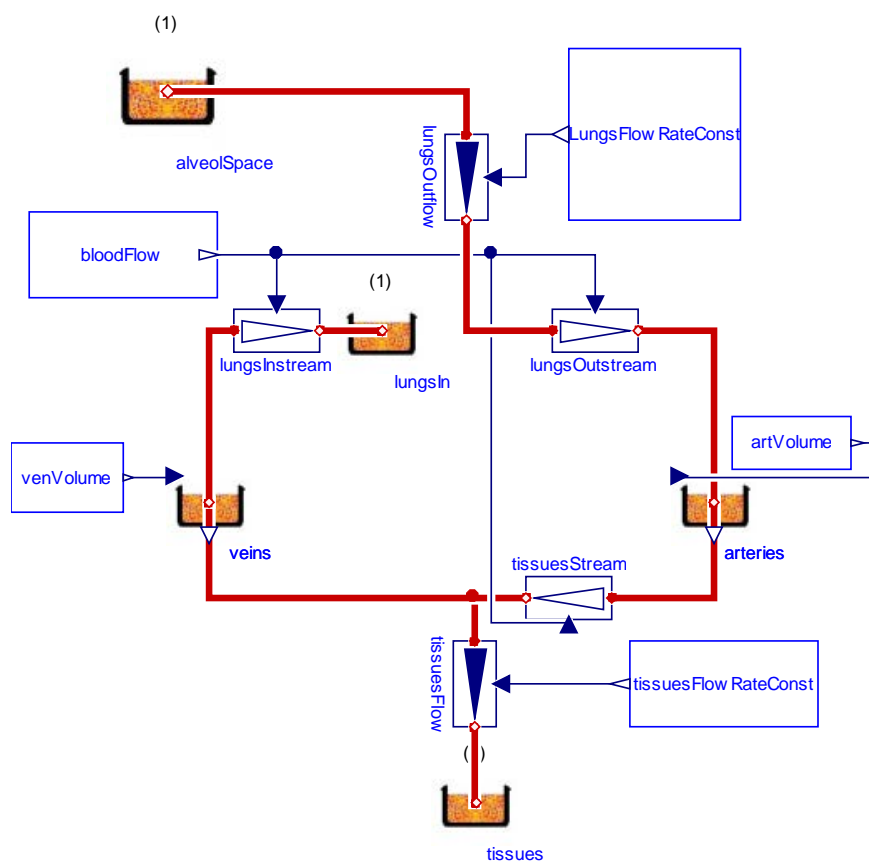 (1)
LungsFlow RateConst
lungsOutflow
alveolSpace
bloodFlow
(1)
lungsInstream
lungsIn
lungsOutstream
venVolume
artVolume
veins
arteries
tissuesStream
tissuesFlow
tissuesFlow RateConst
tissues